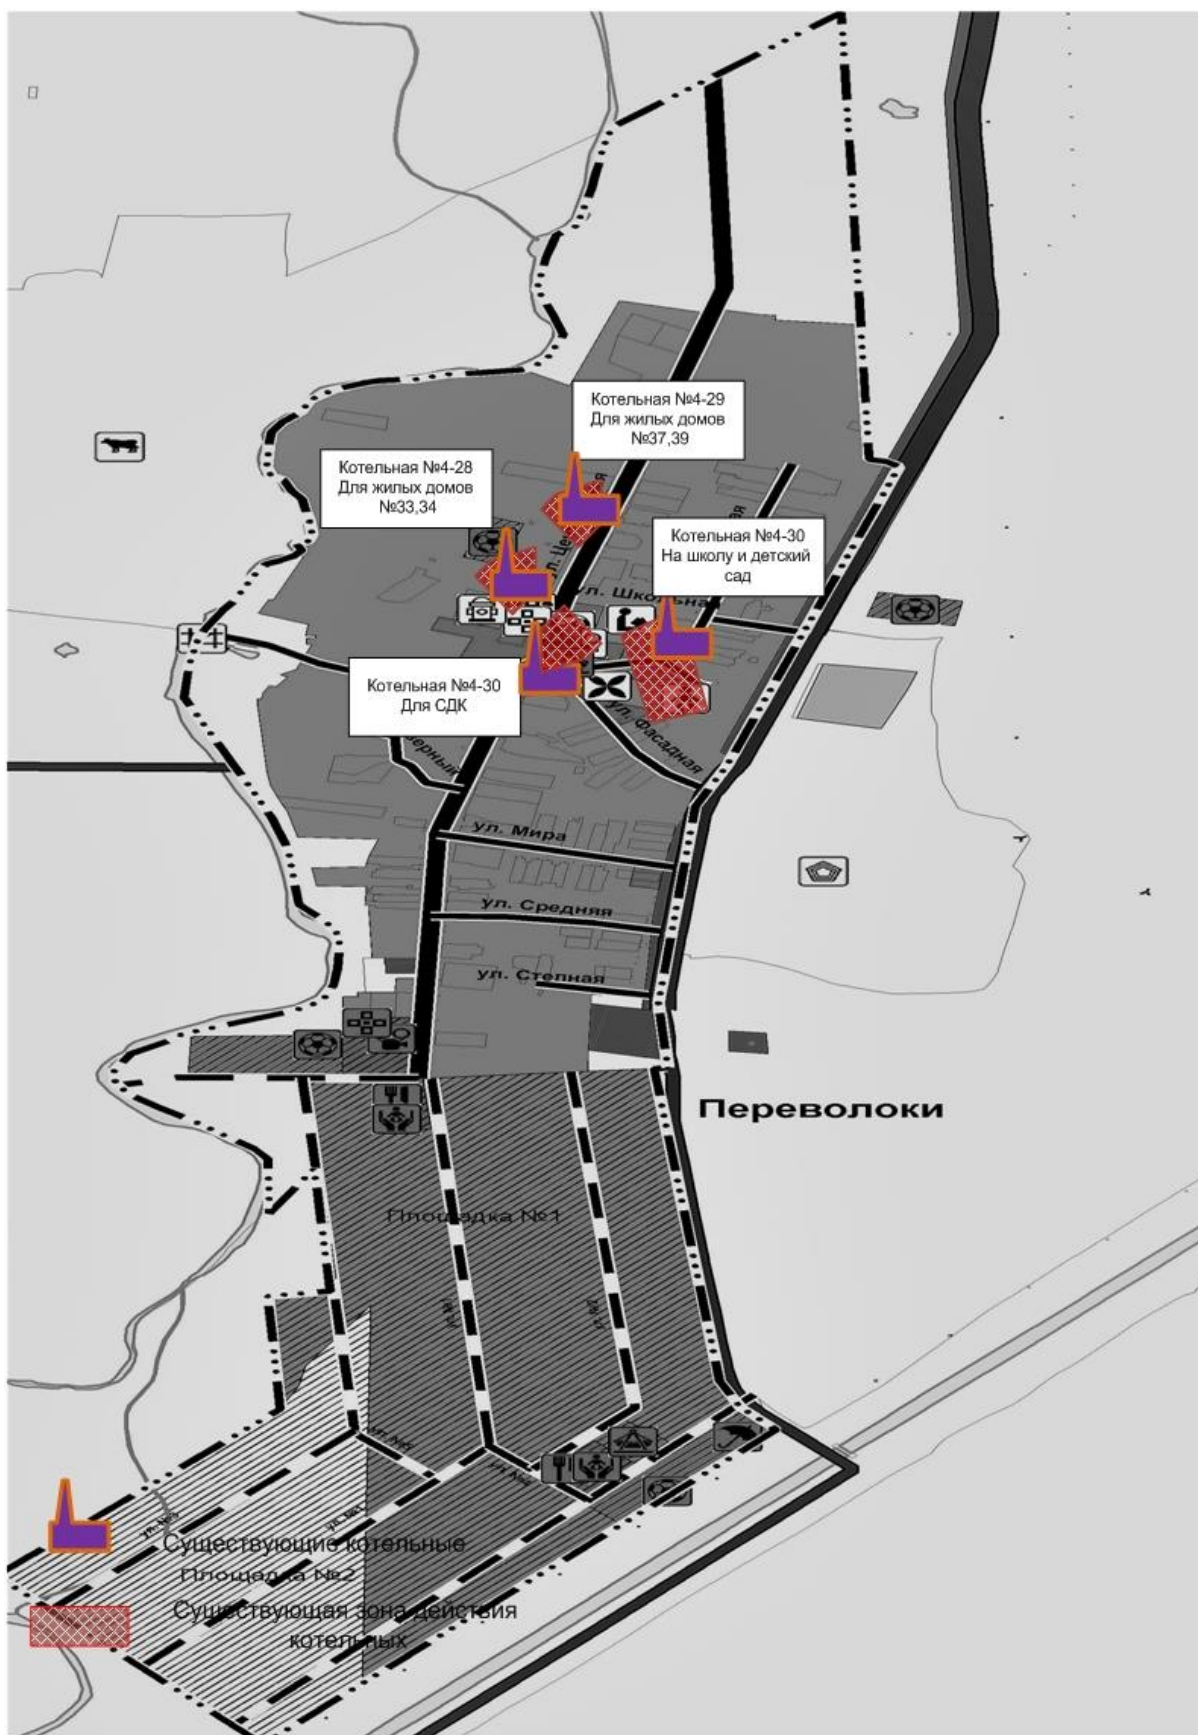 Котельная №4-29
Для жилых домов
№37,39
Котельная №4-28
Для жилых домов
№33,34
Котельная №4-30
На школу и детский
сад
ул. Школьна
Котельная №4-30
Для СДК
ул. Фасадная
ул. Мира
ул. Средняя
ул. Степная
Переволоки
Площадка №1
Существующие котельные
Площадка №2
Существующая зона действия
котельных